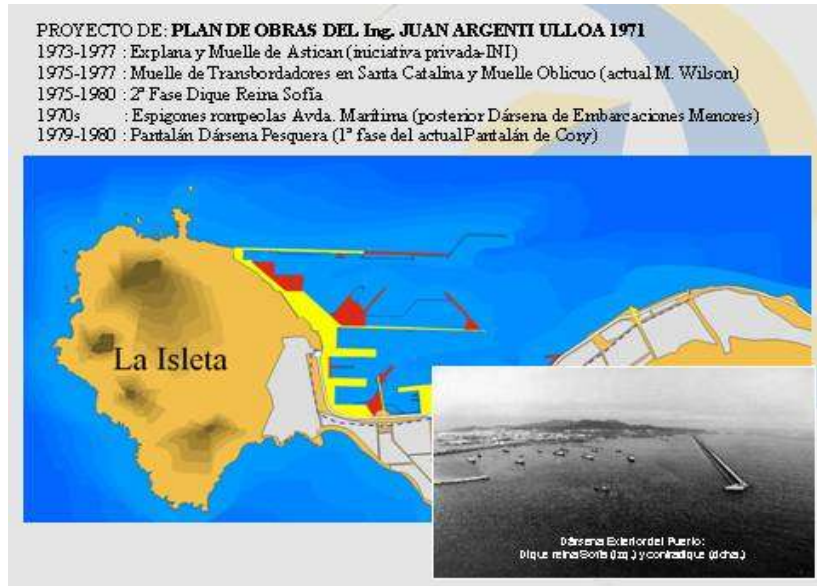 PROYECTO DE: PLAN DE OBRAS DEL Ing. JUAN ARGENTI ULLOA 1971
1973-1977 : Explana y Muelle de Astican (iniciativa privada-INI)
1975-1977 : Muelle de Transbordadores en Santa Catalina y Muelle Oblicuo (actual M. Wilson)
1975-1980 : 2ª Fase Dique Reina Sofía
1970s : Espigones rompeolas Avda. Marítima (posterior Dársena de Embarcaciones Menores)
1979-1980 : Pantalán Dársena Pesquera (1ª fase del actual Pantalán de Cory)
La Isleta
Dársena Exterior del Puerto:
Dique reina Sofía (izq.) y contradique (dcha.)